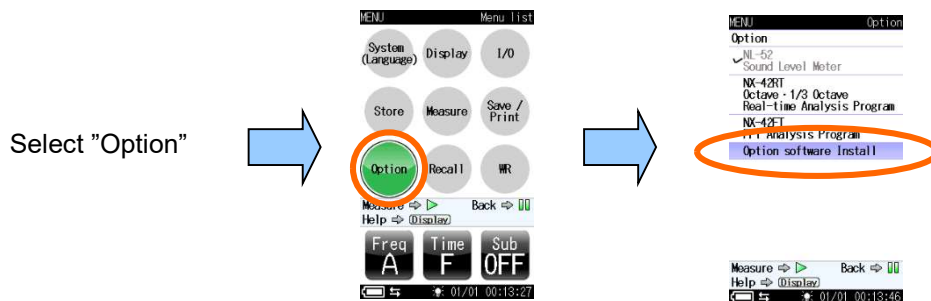 Select ”Option”
MENU Menu list
System (Language) Display I/O
Store Measure Save / Print
Option Recall WR
Measure ⇨ ▷ Back ⇨ ▯▯
Help ⇨ Display
Freq A Time F Sub OFF
01/01 00:13:27
MENU Option
Option
NL-52
Sound Level Meter
NX-42RT
Octave・1/3 Octave
Real-time Analysis Program
NX-42FT
FFT Analysis Program
Option software Install
Measure ⇨ ▷ Back ⇨ ▯▯
Help ⇨ Display
01/01 00:13:46